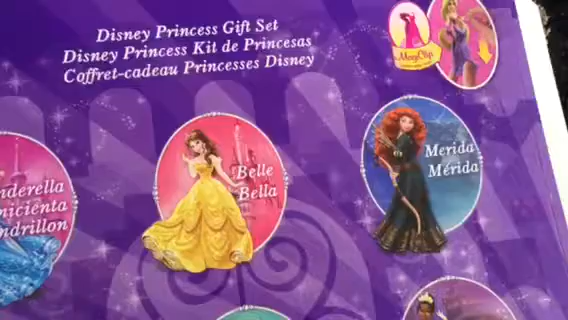 Disney Princess Gift Set
Disney Princess Kit de Princesas
Coffret-cadeau Princesses Disney
MagiClip
Belle
Bella
Merida
Mérida
nderella
nicienta
ndrillon